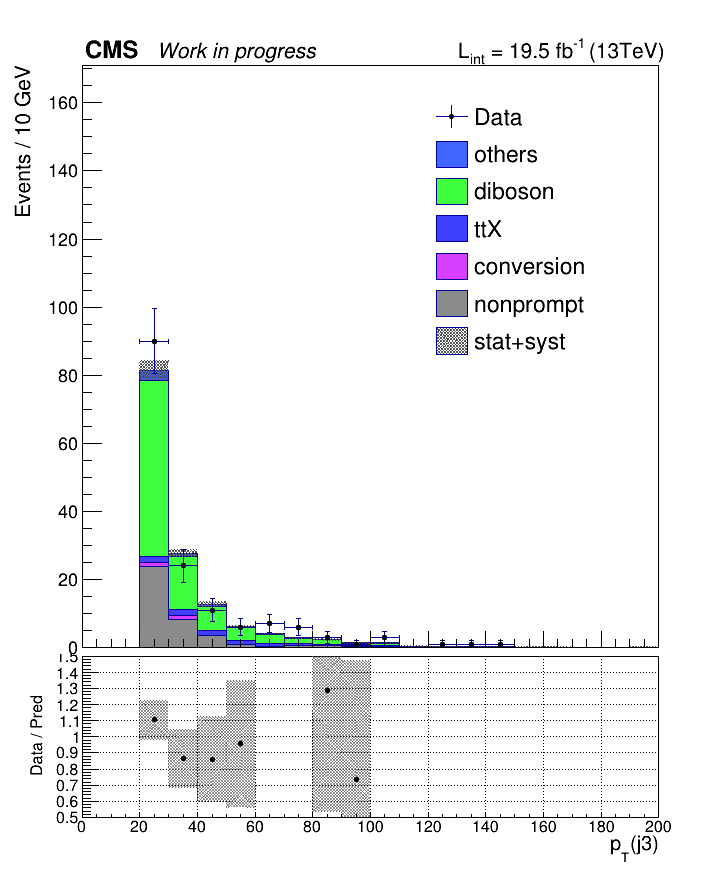 CMS Work in progress L_int = 19.5 fb^-1 (13TeV)
Events / 10 GeV
160
140
120
100
80
60
40
20
0
Data
others
diboson
ttX
conversion
nonprompt
stat+syst
Data / Pred
1.5
1.4
1.3
1.2
1.1
1
0.9
0.8
0.7
0.6
0.5
0 20 40 60 80 100 120 140 160 180 200
p_T(j3)